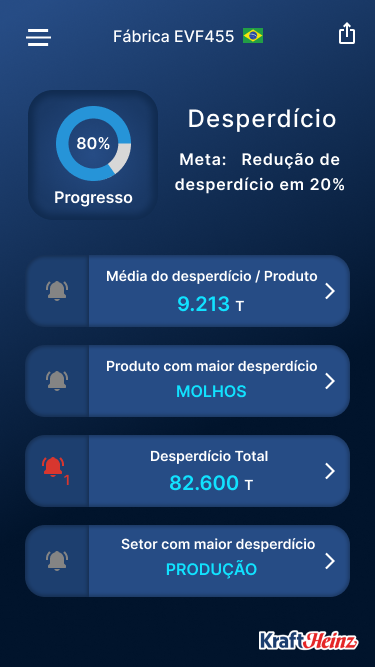 Fábrica EVF455
Desperdício
80%
Progresso
Meta: Redução de
desperdício em 20%
Média do desperdício / Produto
9.213 T
Produto com maior desperdício
MOLHOS
Desperdício Total
82.600 T
1
Setor com maior desperdício
PRODUÇÃO
KraftHeinz